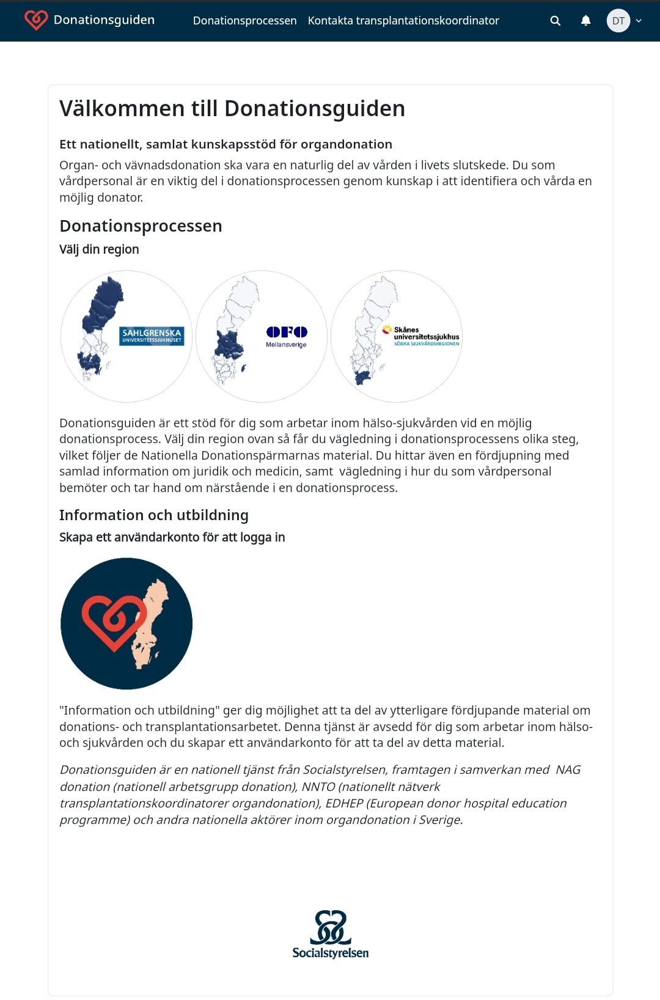 Donationsguiden
Donationsprocessen
Kontakta transplantationskoordinator
DT
Välkommen till Donationsguiden
Ett nationellt, samlat kunskapsstöd för organdonation
Organ- och vävnadsdonation ska vara en naturlig del av vården i livets slutskede. Du som
vårdpersonal är en viktig del i donationsprocessen genom kunskap i att identifiera och vårda en
möjlig donator.
Donationsprocessen
Välj din region
SAHLGRENSKA
UNIVERSITETSSJUKHUSET
OFO
Mellansverige
Skånes
universitetssjukhus
SÖDRA SJUKVÅRDSREGIONEN
Donationsguiden är ett stöd för dig som arbetar inom hälso-sjukvården vid en möjlig
donationsprocess. Välj din region ovan så får du vägledning i donationsprocessens olika steg,
vilket följer de Nationella Donationspärmarnas material. Du hittar även en fördjupning med
samlad information om juridik och medicin, samt  vägledning i hur du som vårdpersonal
bemöter och tar hand om närstående i en donationsprocess.
Information och utbildning
Skapa ett användarkonto för att logga in
"Information och utbildning" ger dig möjlighet att ta del av ytterligare fördjupande material om
donations- och transplantationsarbetet. Denna tjänst är avsedd för dig som arbetar inom hälso-
och sjukvården och du skapar ett användarkonto för att ta del av detta material.
Donationsguiden är en nationell tjänst från Socialstyrelsen, framtagen i samverkan med  NAG
donation (nationell arbetsgrupp donation), NNTO (nationellt nätverk
transplantationskoordinatorer organdonation), EDHEP (European donor hospital education
programme) och andra nationella aktörer inom organdonation i Sverige.
Socialstyrelsen